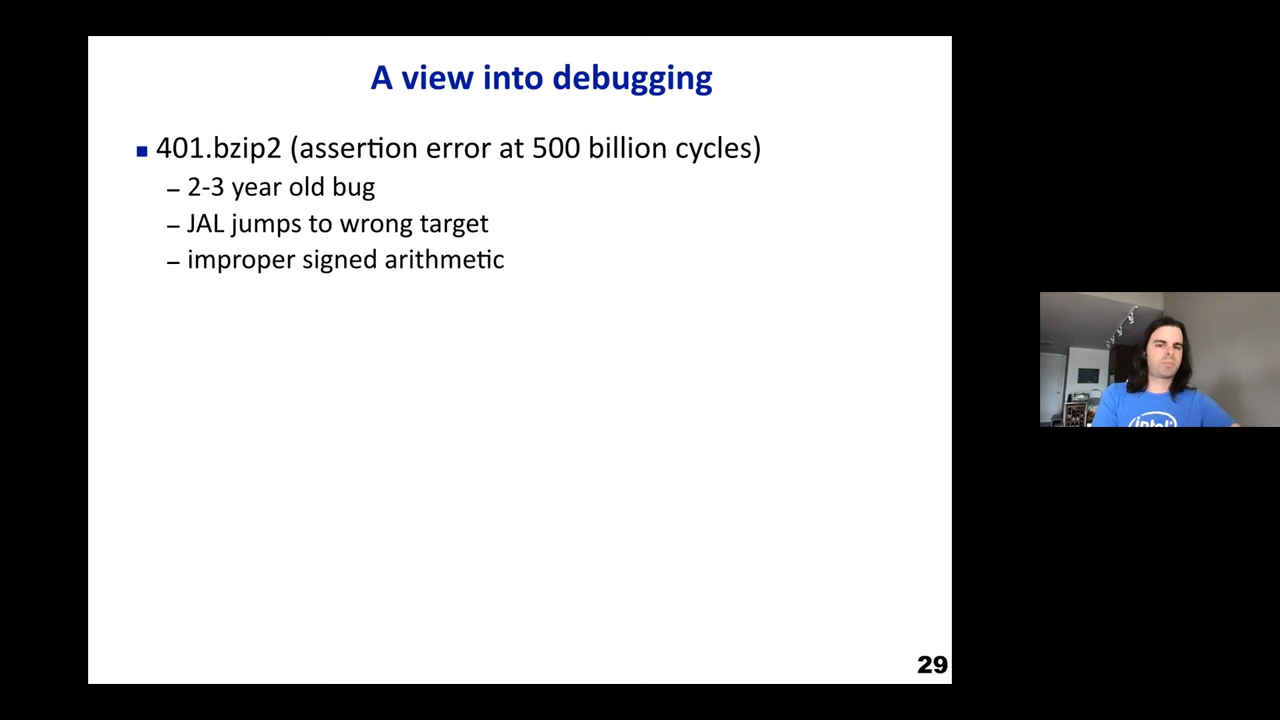 A view into debugging
401.bzip2 (assertion error at 500 billion cycles)
– 2-3 year old bug
– JAL jumps to wrong target
– improper signed arithmetic
intel
29